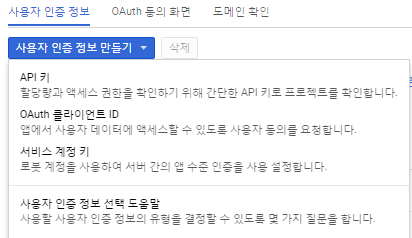 사용자 인증 정보 OAuth 동의 화면 도메인 확인
사용자 인증 정보 만들기 삭제
API 키
할당량과 액세스 권한을 확인하기 위해 간단한 API 키로 프로젝트를 확인합니다.
OAuth 클라이언트 ID
앱에서 사용자 데이터에 액세스할 수 있도록 사용자 동의를 요청합니다.
서비스 계정 키
로봇 계정을 사용하여 서버 간의 앱 수준 인증을 사용 설정합니다.
사용자 인증 정보 선택 도움말
사용할 사용자 인증 정보의 유형을 결정할 수 있도록 몇 가지 질문을 합니다.